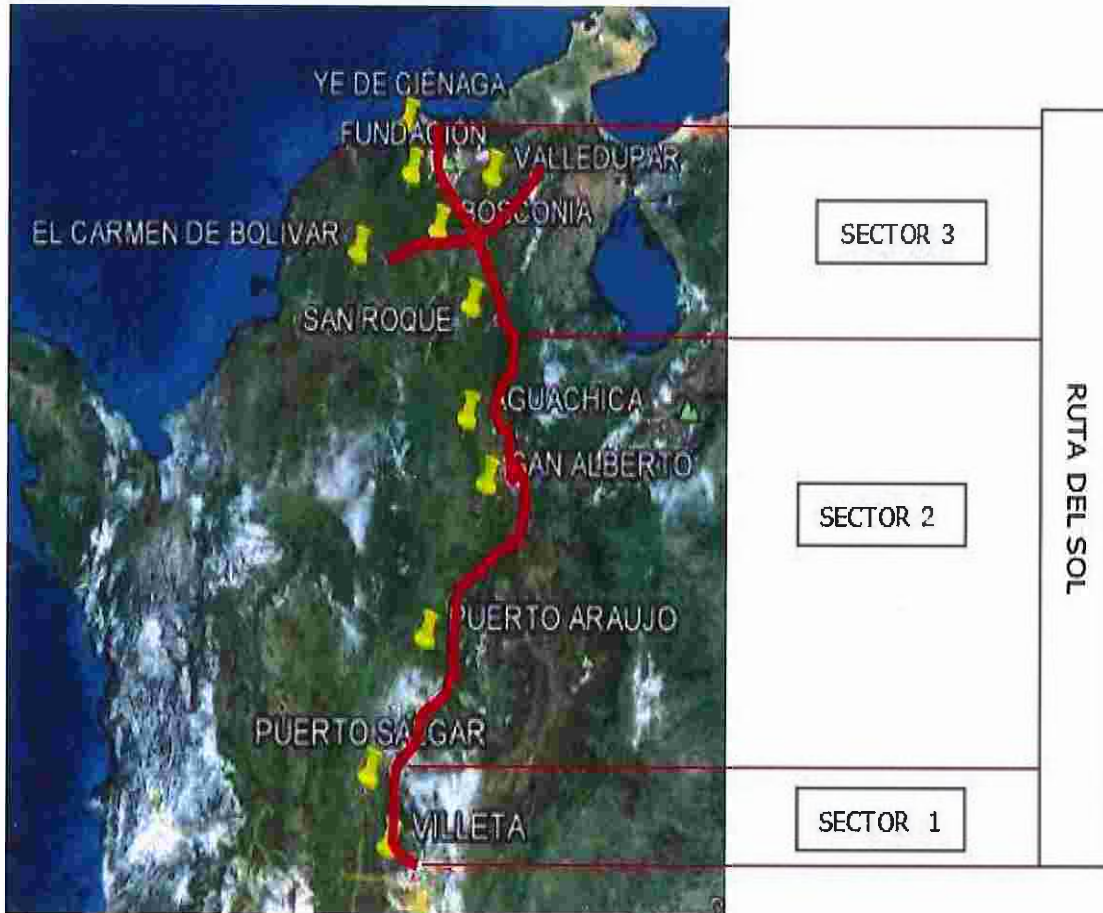 YE DE CIÉNAGA
FUNDACIÓN
VALLEDUPAR
BOSCONIA
EL CARMEN DE BOLIVAR
SAN ROQUE
AGUACHICA
SAN ALBERTO
PUERTO ARAUJO
PUERTO SALGAR
VILLETA
SECTOR 3
SECTOR 2
SECTOR 1
RUTA DEL SOL